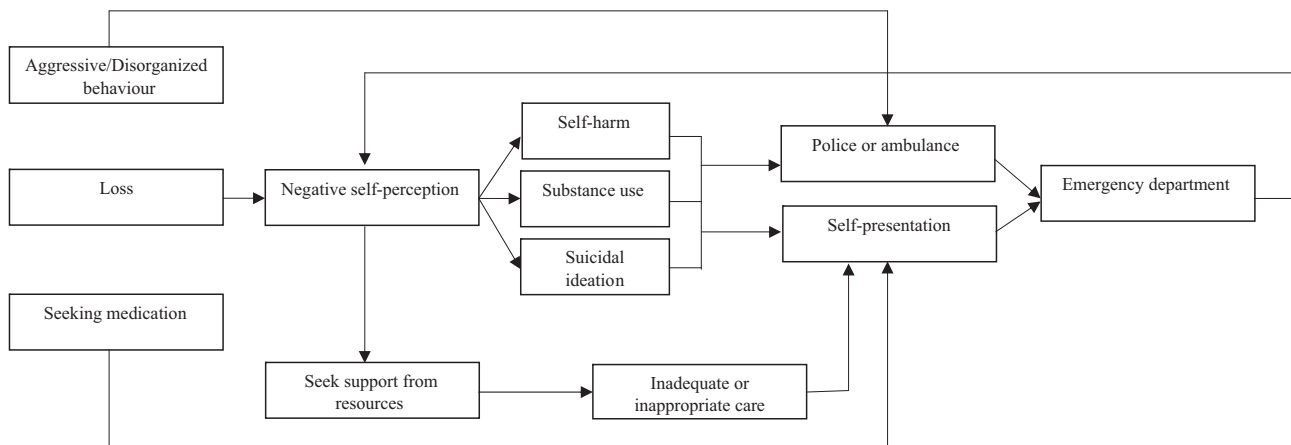 Aggressive/Disorganized
behaviour
Loss
Seeking medication
Negative self-perception
Seek support from
resources
Self-harm
Substance use
Suicidal
ideation
Inadequate or
inappropriate care
Police or ambulance
Self-presentation
Emergency department